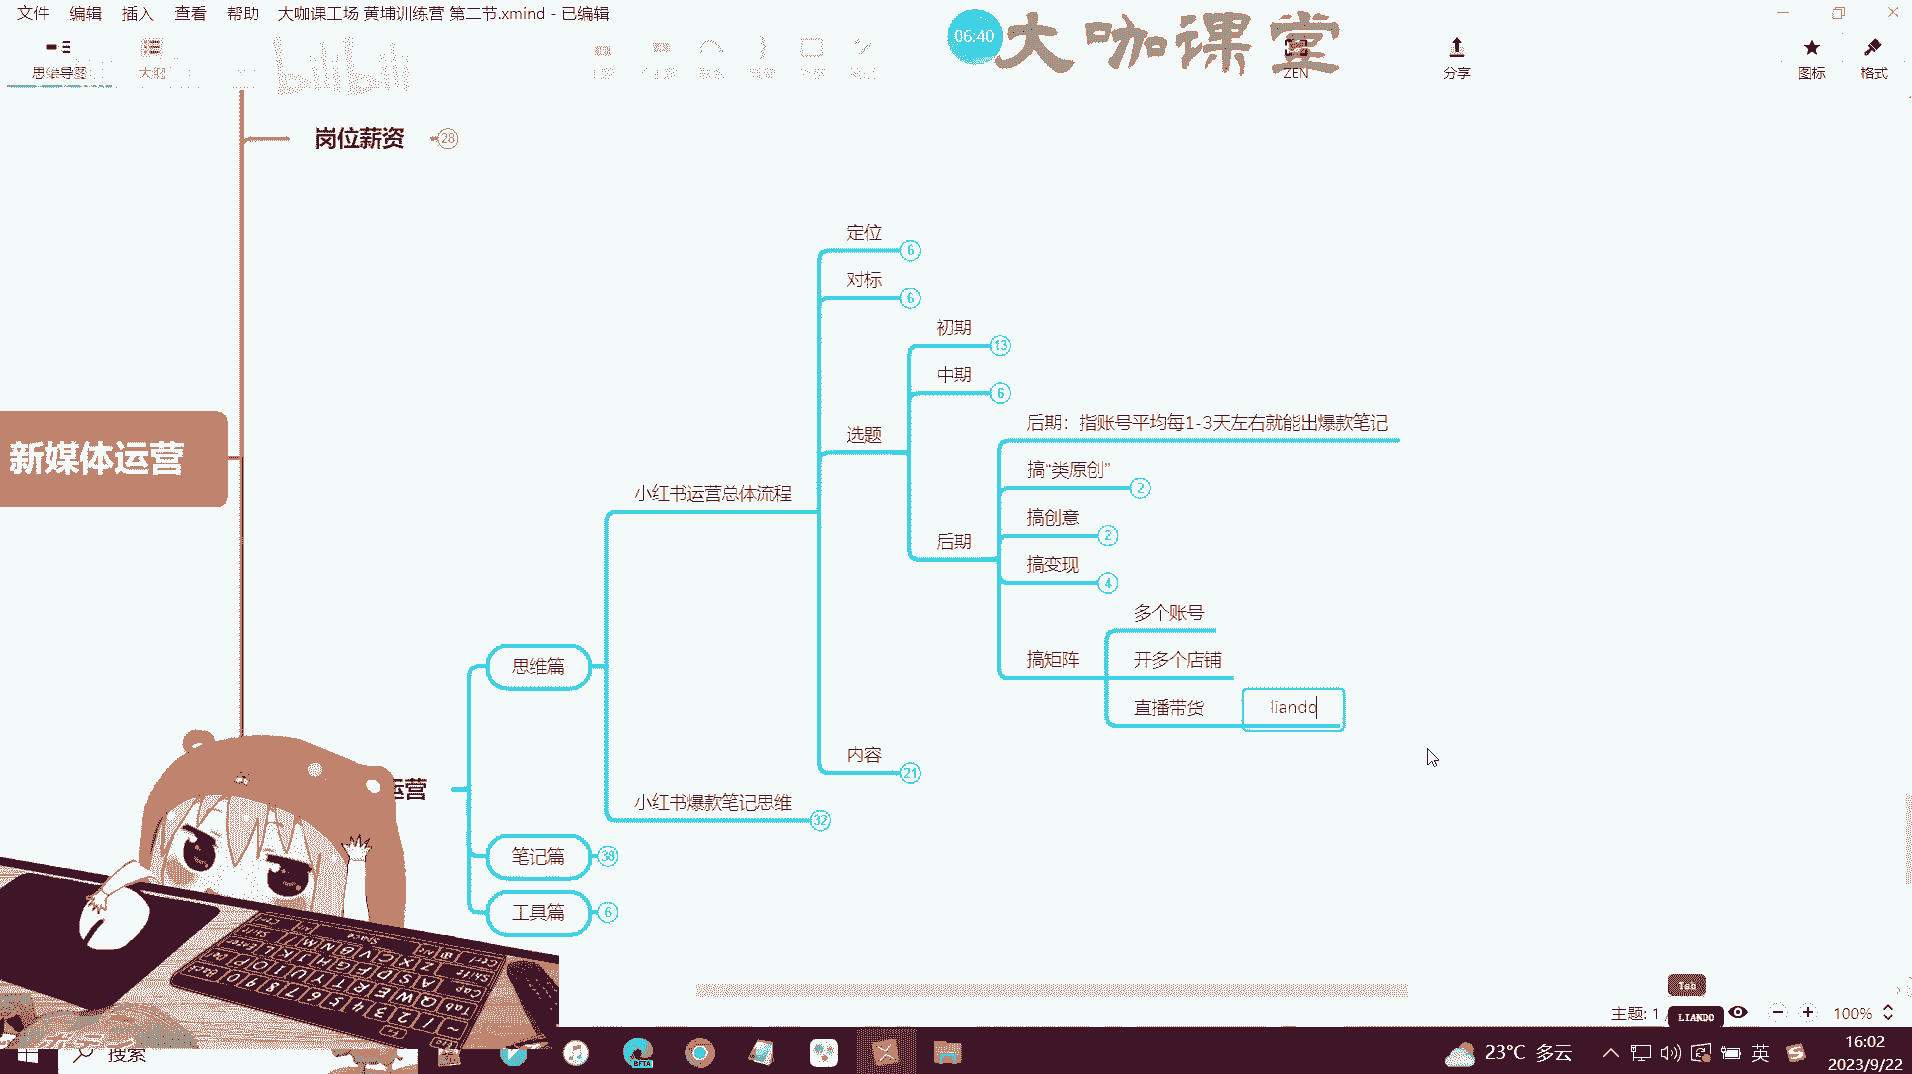 文件 编辑 插入 查看 帮助 大咖课工场 黄埔训练营 第二节.xmind - 已编辑
06:40 大咖课堂
思维导图 大纲 bilibili ZEN 分享 图标 格式
岗位薪资 28
定位 6
对标 6
初期 13
中期 6
后期：指账号平均每1-3天左右就能出爆款笔记
选题
搞“类原创” 2
新媒体运营
小红书运营总体流程
搞创意 2
后期
搞变现 4
多个账号
搞矩阵 开多个店铺
思维篇
直播带货 liando
内容 21
运营
小红书爆款笔记思维 32
笔记篇 38
工具篇 6
Tab
主题: 1 / LIANDO 100%
搜索 BETA 23°C 多云 英 16:02
2023/9/22